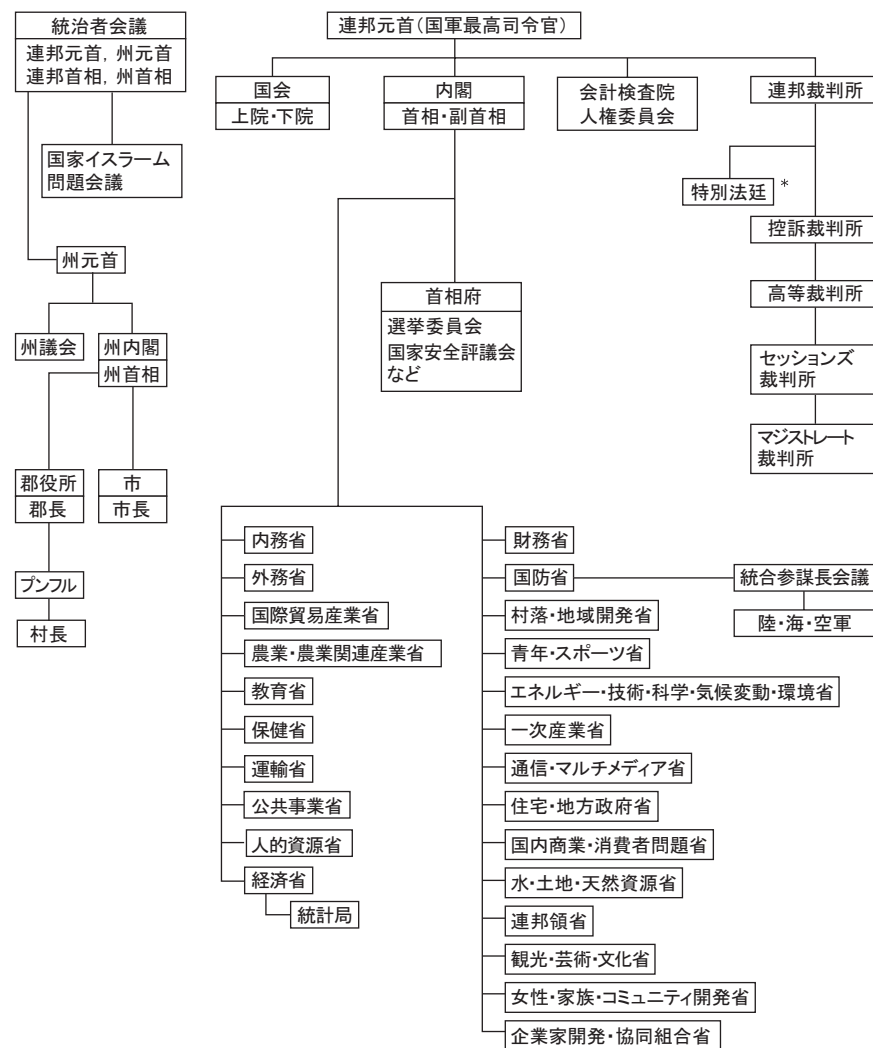 統治者会議
連邦元首，州元首
連邦首相，州首相
国家イスラーム
問題会議
州元首
州議会
州内閣
州首相
郡役所
郡長
市
市長
プンフル
村長
連邦元首（国軍最高司令官）
国会
上院・下院
内閣
首相・副首相
会計検査院
人権委員会
連邦裁判所
特別法廷 *
控訴裁判所
高等裁判所
セッションズ
裁判所
マジストレート
裁判所
首相府
選挙委員会
国家安全評議会
など
内務省
外務省
国際貿易産業省
農業・農業関連産業省
教育省
保健省
運輸省
公共事業省
人的資源省
経済省
統計局
財務省
国防省
統合参謀長会議
陸・海・空軍
村落・地域開発省
青年・スポーツ省
エネルギー・技術・科学・気候変動・環境省
一次産業省
通信・マルチメディア省
住宅・地方政府省
国内商業・消費者問題省
水・土地・天然資源省
連邦領省
観光・芸術・文化省
女性・家族・コミュニティ開発省
企業家開発・協同組合省